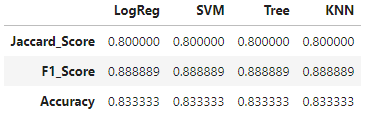 LogReg SVM Tree KNN
Jaccard_Score 0.800000 0.800000 0.800000 0.800000
F1_Score 0.888889 0.888889 0.888889 0.888889
Accuracy 0.833333 0.833333 0.833333 0.833333